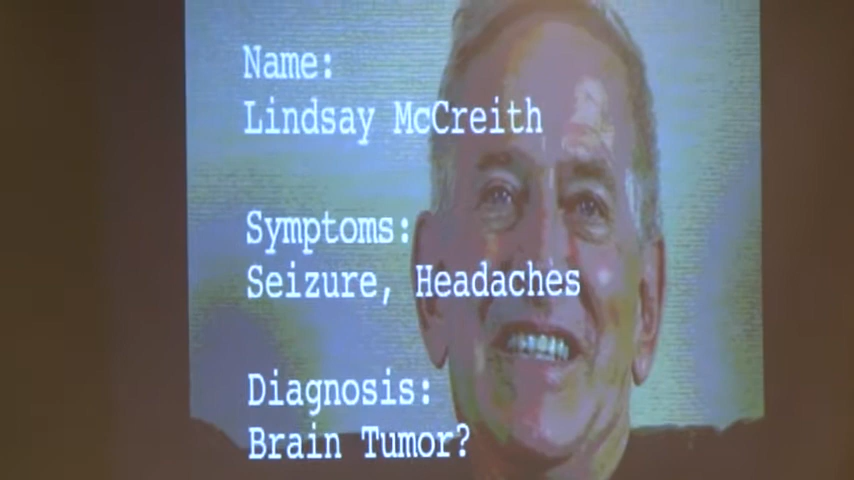 Name:
Lindsay McCreith
Symptoms:
Seizure, Headaches
Diagnosis:
Brain Tumor?